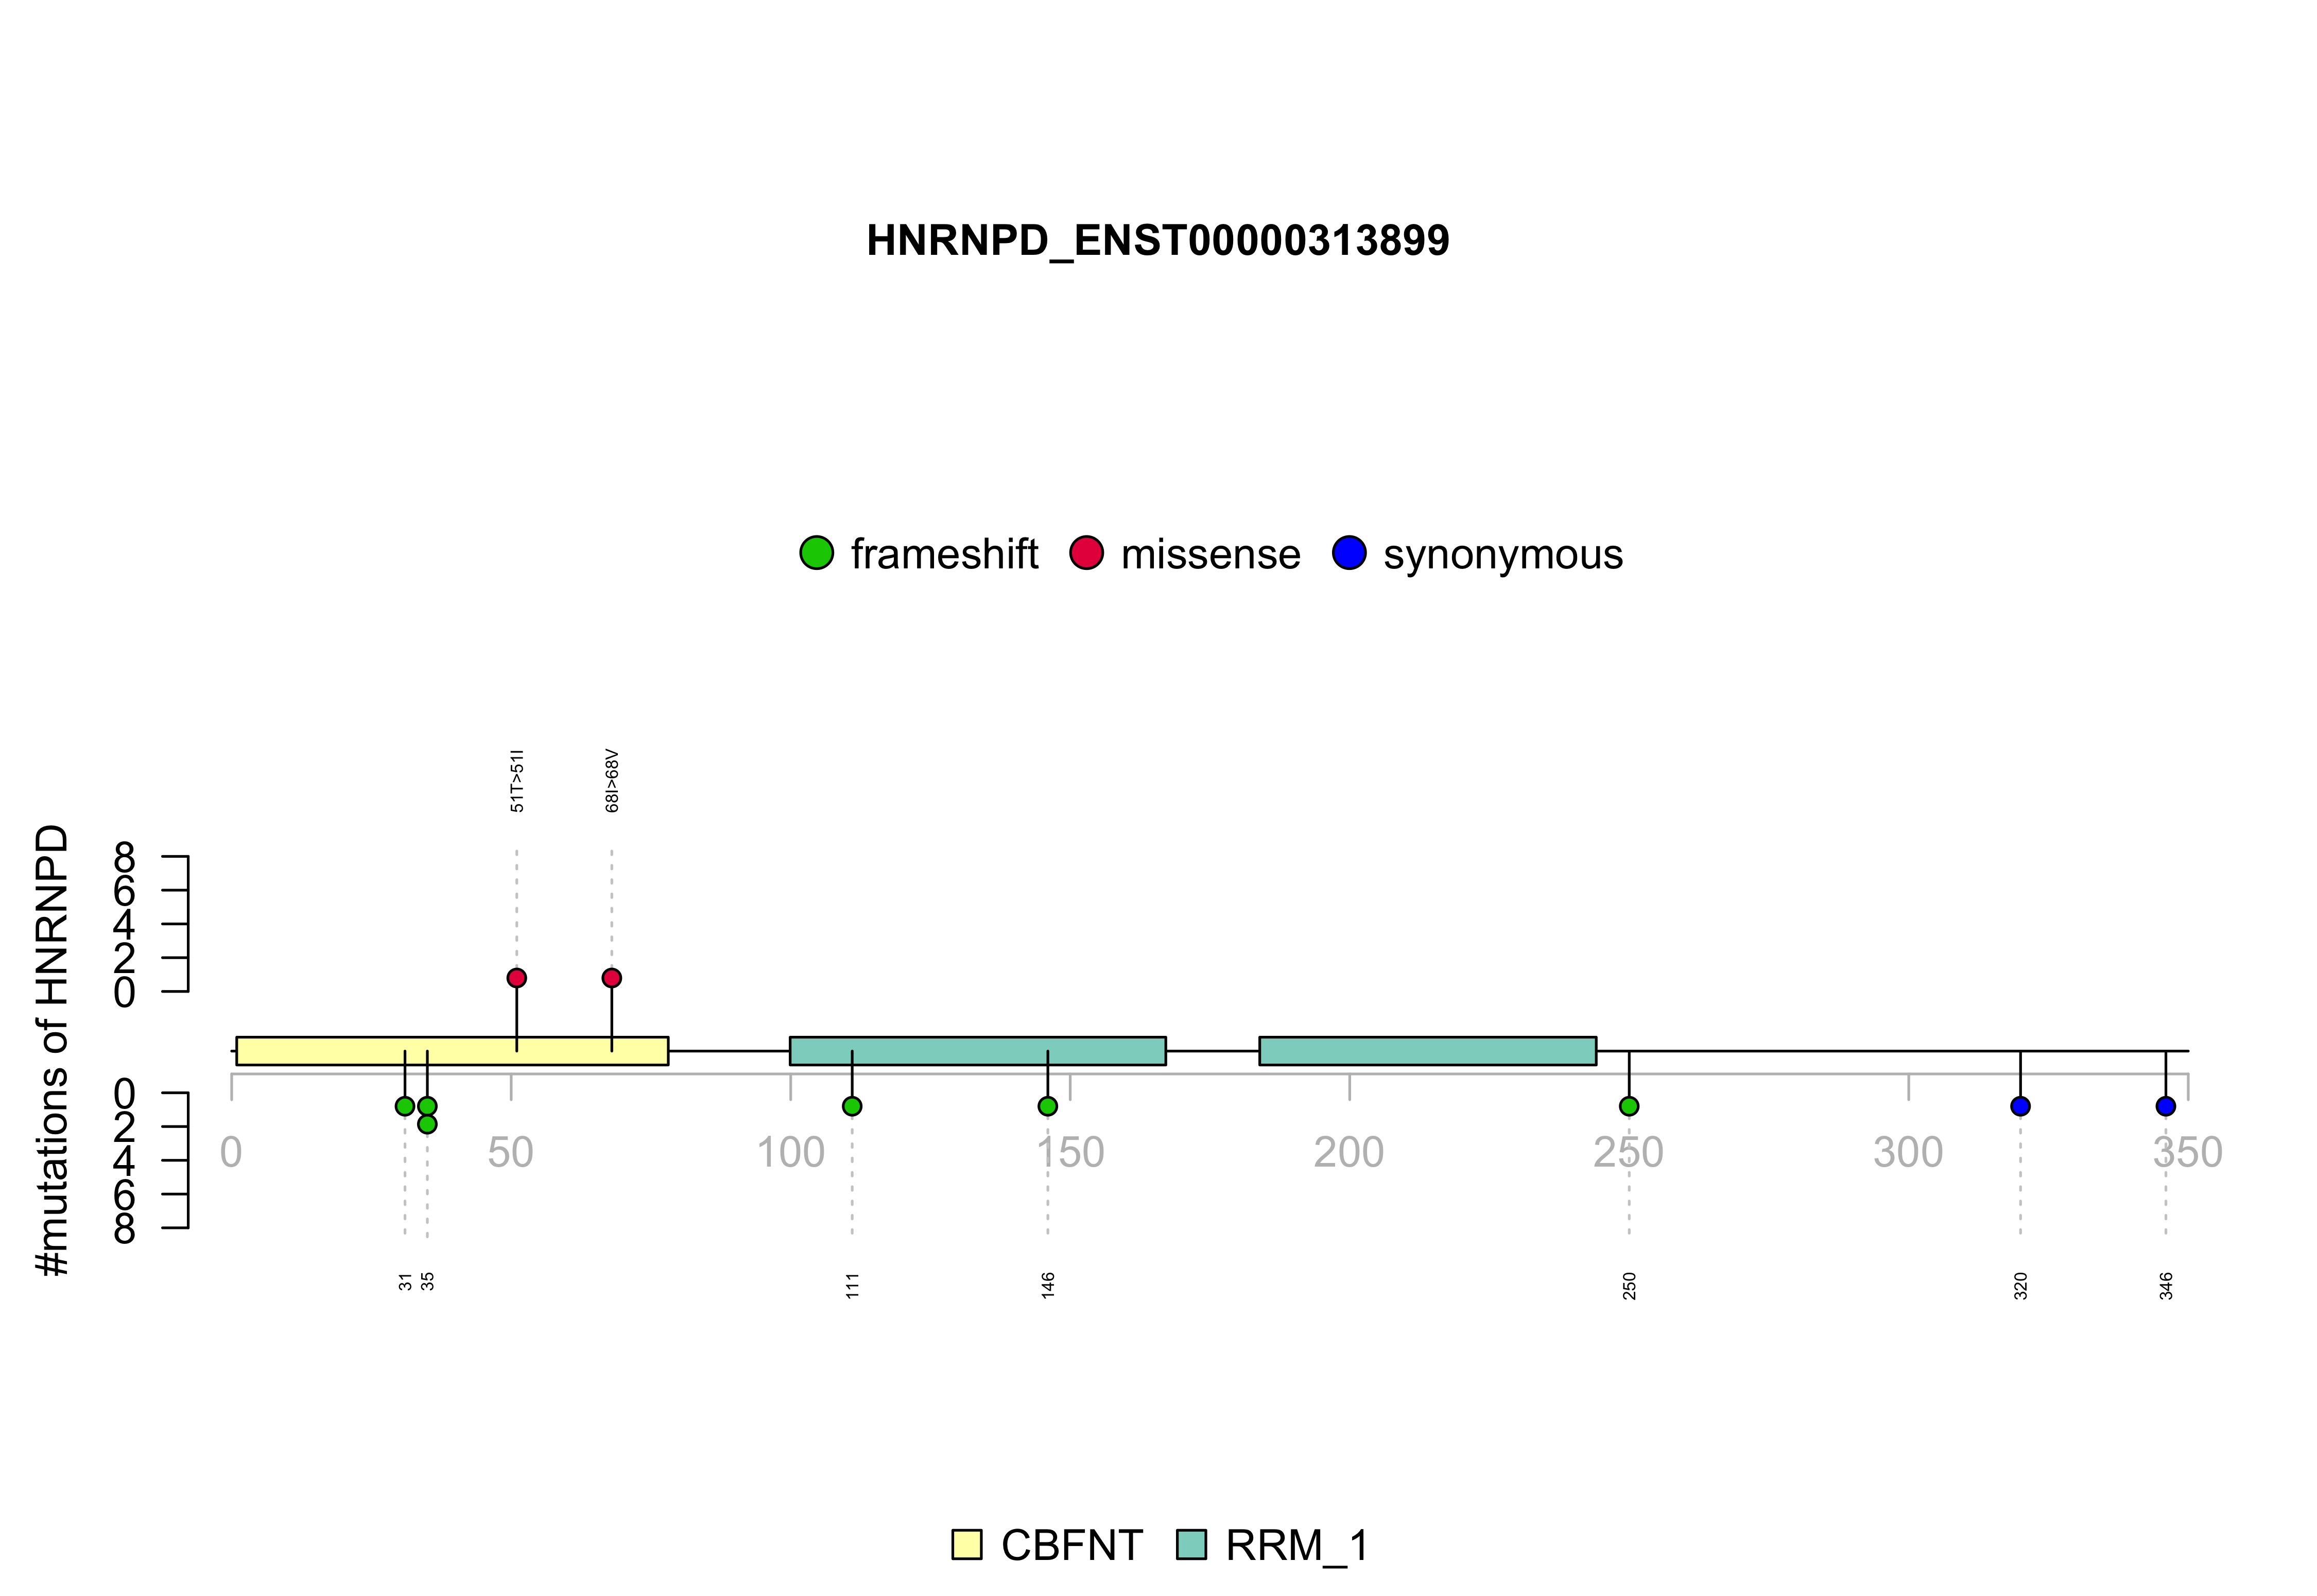 HNRNPD_ENST00000313899
frameshift missense synonymous
51T>51I 68I>68V
#mutations of HNRNPD
8
6
4
2
0
0
2
4
6
8
0 50 100 150 200 250 300 350
31 35 111 146 250 320 346
CBFNT RRM_1